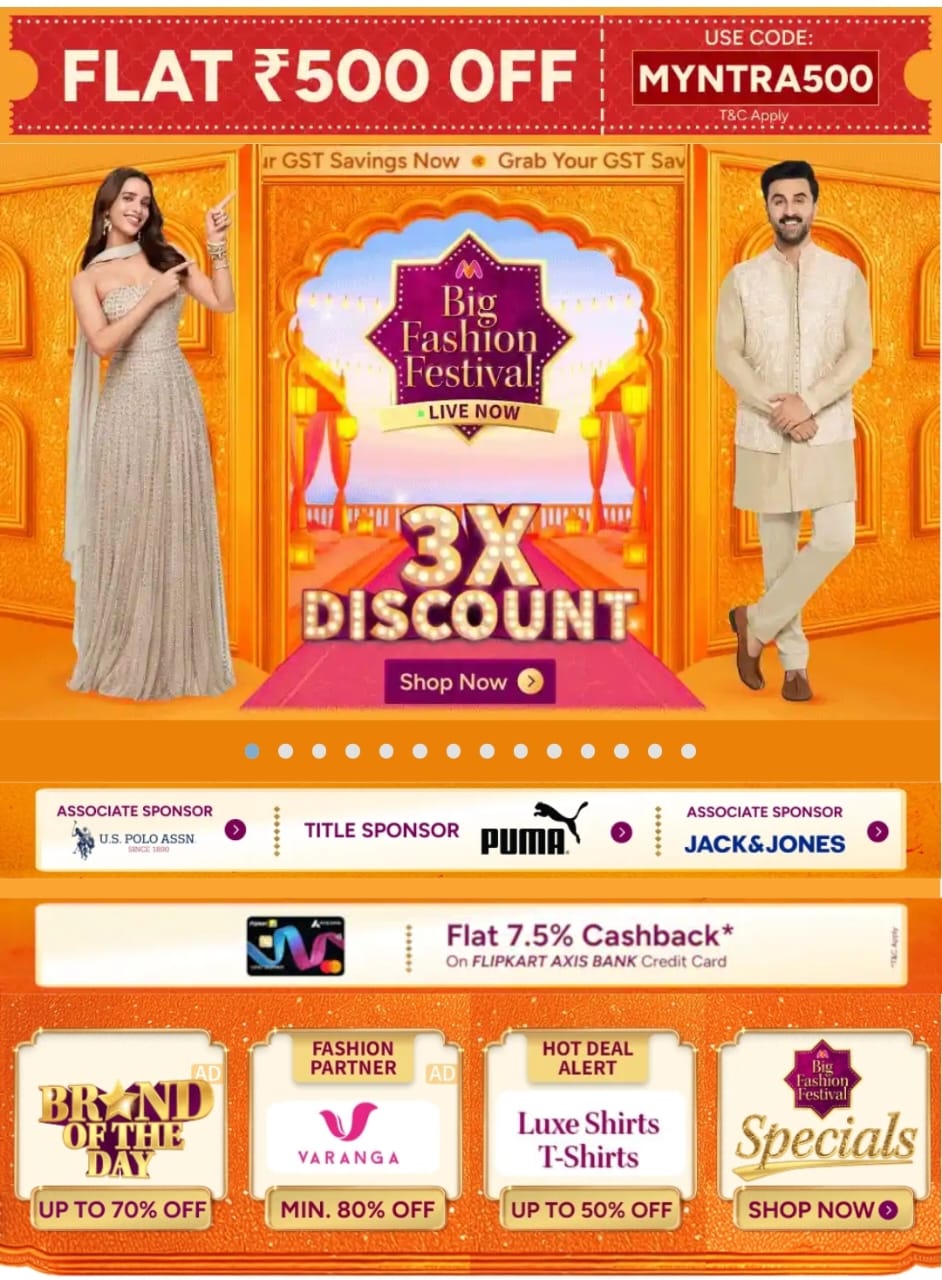 FLAT ₹500 OFF
USE CODE:
MYNTRA500
T&C Apply
ur GST Savings Now Grab Your GST Sav
Big
Fashion
Festival
LIVE NOW
3X
DISCOUNT
Shop Now
ASSOCIATE SPONSOR
U.S. POLO ASSN.
SINCE 1890
TITLE SPONSOR
PUMA
ASSOCIATE SPONSOR
JACK&JONES
Flat 7.5% Cashback*
On FLIPKART AXIS BANK Credit Card
*T&C Apply
AD
BRAND
OF THE
DAY
UP TO 70% OFF
FASHION
PARTNER
AD
VARANGA
MIN. 80% OFF
HOT DEAL
ALERT
Luxe Shirts
T-Shirts
UP TO 50% OFF
Big
Fashion
Festival
Specials
SHOP NOW